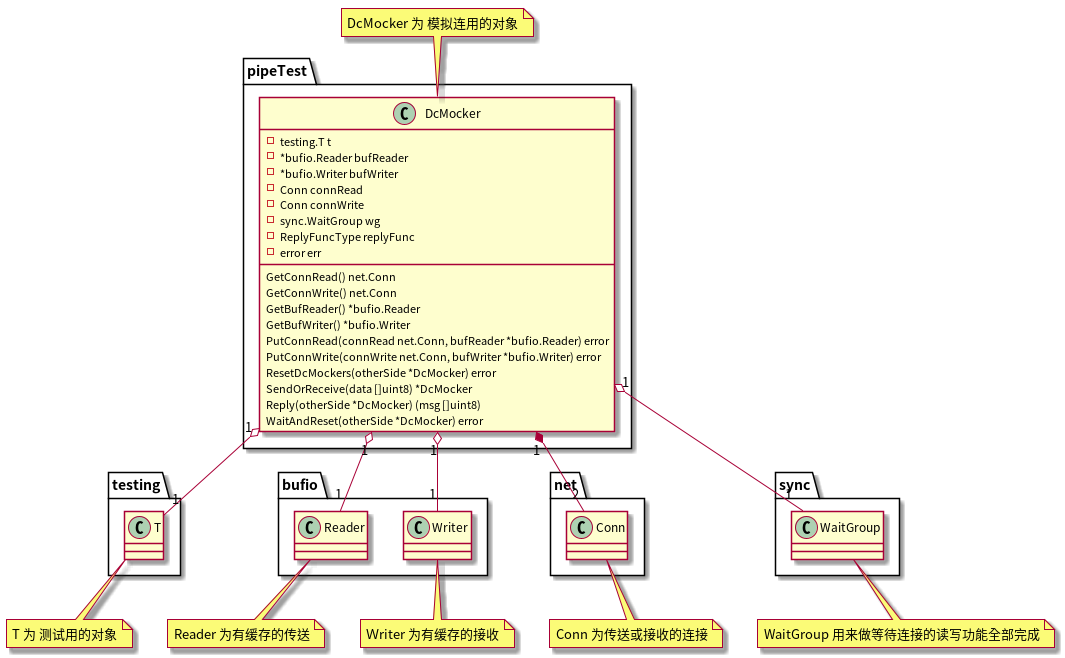 DcMocker 为 模拟连用的对象
pipeTest
C DcMocker
testing.T t
*bufio.Reader bufReader
*bufio.Writer bufWriter
Conn connRead
Conn connWrite
sync.WaitGroup wg
ReplyFuncType replyFunc
error err
GetConnRead() net.Conn
GetConnWrite() net.Conn
GetBufReader() *bufio.Reader
GetBufWriter() *bufio.Writer
PutConnRead(connRead net.Conn, bufReader *bufio.Reader) error
PutConnWrite(connWrite net.Conn, bufWriter *bufio.Writer) error
ResetDcMockers(otherSide *DcMocker) error
SendOrReceive(data []uint8) *DcMocker
Reply(otherSide *DcMocker) (msg []uint8)
WaitAndReset(otherSide *DcMocker) error
1
1
1
1
1
testing
bufio
net
sync
1
1
1
2
1
C T
C Reader
C Writer
C Conn
C WaitGroup
T 为 测试用的对象
Reader 为有缓存的传送
Writer 为有缓存的接收
Conn 为传送或接收的连接
WaitGroup 用来做等待连接的读写功能全部完成